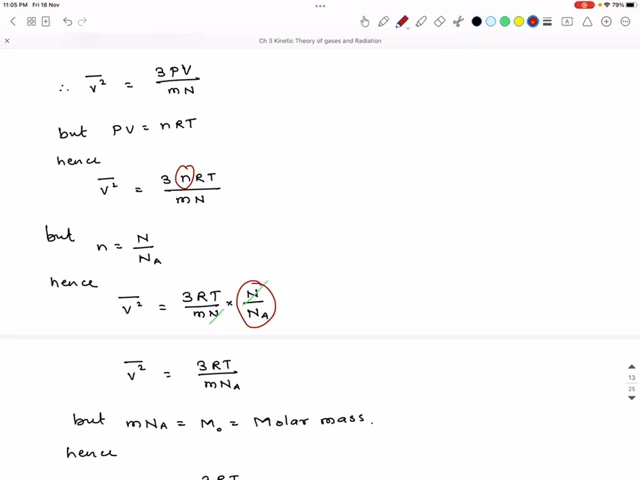 11:05 PM Fri 18 Nov
79%
Ch 3 Kinetic Theory of gases and Radiation
∴ v̅² = 3PV / mN
but PV = nRT
hence
v̅² = 3nRT / mN
but n = N / N_A
hence
v̅² = 3RT / mN × N / N_A
v̅² = 3RT / mN_A
13
25
but mN_A = M₀ = Molar mass.
hence
3RT